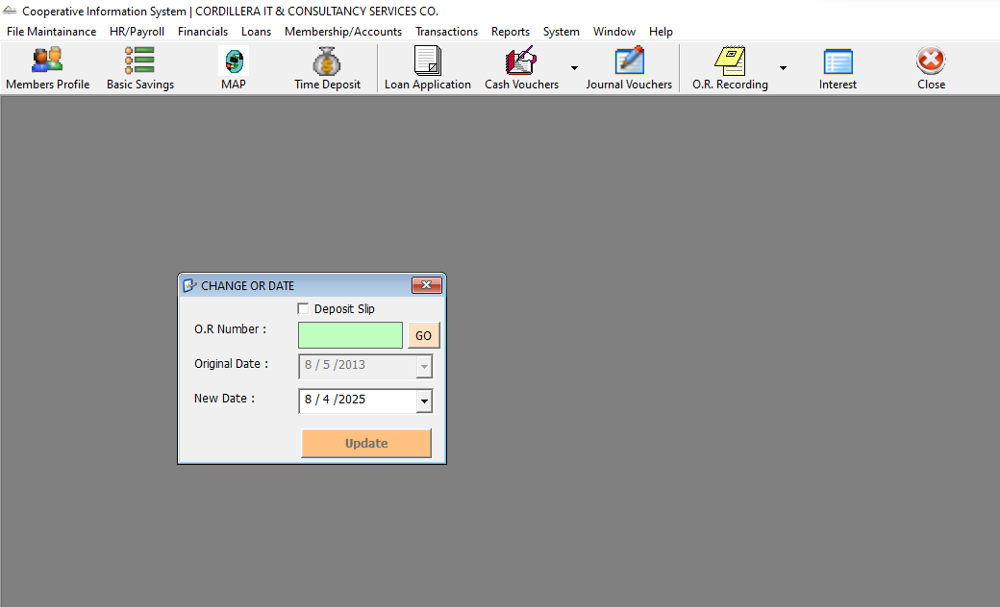 Cooperative Information System | CORDILLERA IT & CONSULTANCY SERVICES CO.
File Maintainance HR/Payroll Financials Loans Membership/Accounts Transactions Reports System Window Help
Members Profile Basic Savings MAP Time Deposit Loan Application Cash Vouchers Journal Vouchers O.R. Recording Interest Close
CHANGE OR DATE
Deposit Slip
O.R Number : GO
Original Date : 8 / 5 /2013
New Date : 8 / 4 /2025
Update